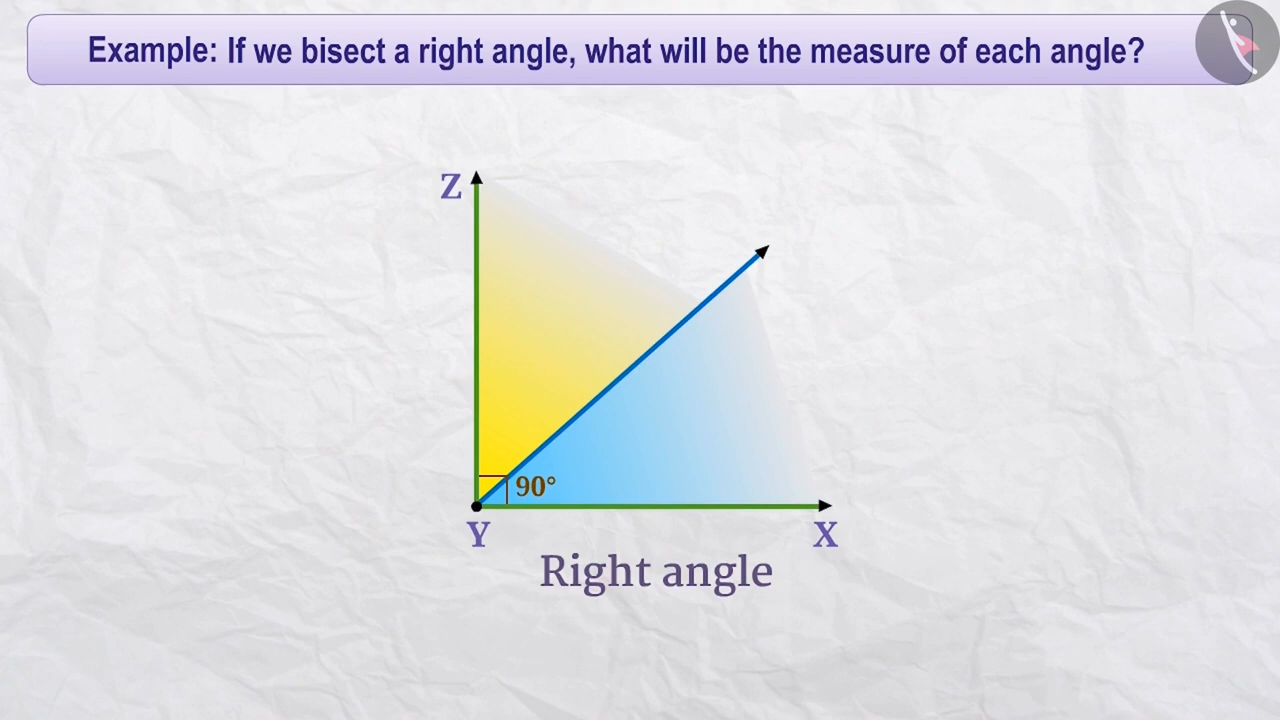 Example: If we bisect a right angle, what will be the measure of each angle?
Z
90°
Y
X
Right angle